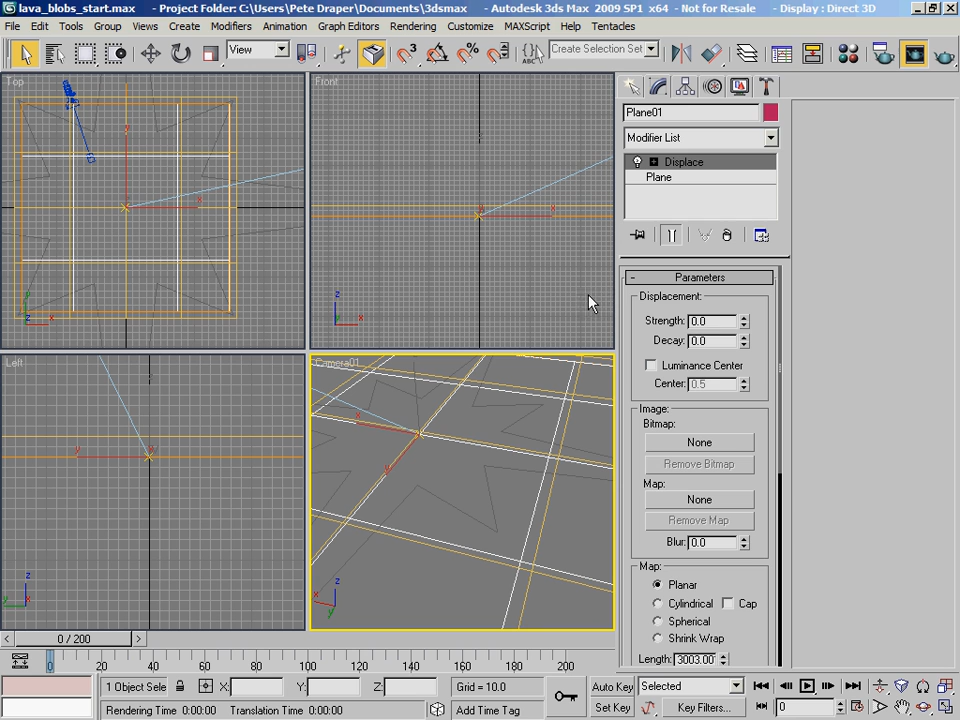 lava_blobs_start.max - Project Folder: C:\Users\Pete Draper\Documents\3dsmax - Autodesk 3ds Max 2009 SP1 x64 - Not for Resale - Display : Direct 3D
File Edit Tools Group Views Create Modifiers Animation Graph Editors Rendering Customize MAXScript Help Tentacles
View
Create Selection Set
Top
Front
Left
Camera01
Plane01
Modifier List
Displace
Plane
Parameters
Displacement:
Strength: 0.0
Decay: 0.0
Luminance Center
Center: 0.5
Image:
Bitmap:
None
Remove Bitmap
Map:
None
Remove Map
Blur: 0.0
Map:
Planar
Cylindrical Cap
Spherical
Shrink Wrap
Length: 3003.00
0 / 200
0 20 40 60 80 100 120 140 160 180 200
1 Object Sele X: Y: Z: Grid = 10.0 Auto Key Selected
Set Key Key Filters... 0
Rendering Time 0:00:00 Translation Time 0:00:00 Add Time Tag